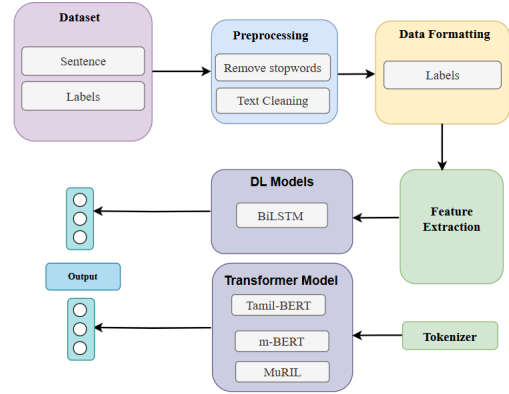 Dataset
Sentence
Labels
Preprocessing
Remove stopwords
Text Cleaning
Data Formatting
Labels
DL Models
BiLSTM
Feature
Extraction
Output
Transformer Model
Tamil-BERT
m-BERT
MuRIL
Tokenizer